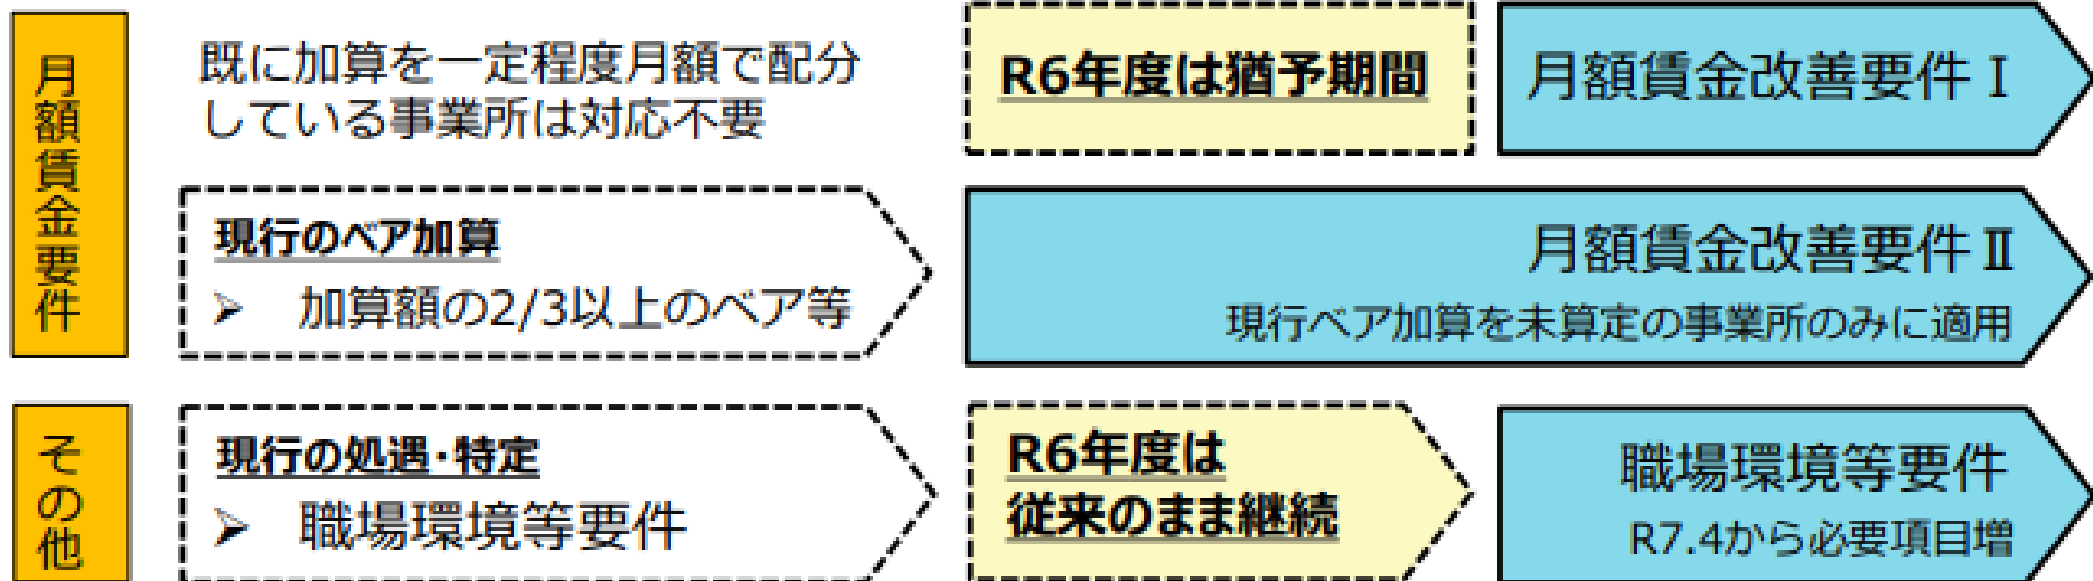 月額賃金要件
既に加算を一定程度月額で配分
している事業所は対応不要
R6年度は猶予期間
月額賃金改善要件Ⅰ
現行のベア加算
➢ 加算額の2/3以上のベア等
月額賃金改善要件Ⅱ
現行ベア加算を未算定の事業所のみに適用
その他
現行の処遇・特定
➢ 職場環境等要件
R6年度は
従来のまま継続
職場環境等要件
R7.4から必要項目増